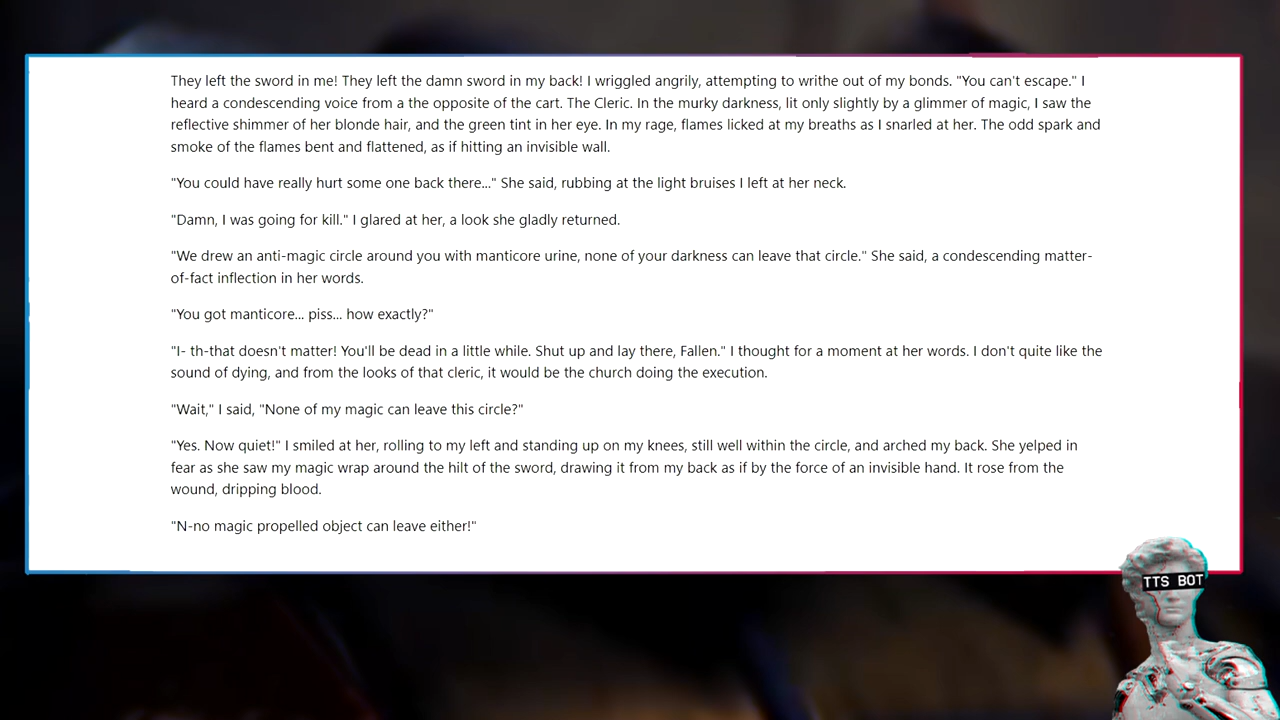 They left the sword in me! They left the damn sword in my back! I wriggled angrily, attempting to writhe out of my bonds. "You can't escape." I
heard a condescending voice from a the opposite of the cart. The Cleric. In the murky darkness, lit only slightly by a glimmer of magic, I saw the
reflective shimmer of her blonde hair, and the green tint in her eye. In my rage, flames licked at my breaths as I snarled at her. The odd spark and
smoke of the flames bent and flattened, as if hitting an invisible wall.
"You could have really hurt some one back there..." She said, rubbing at the light bruises I left at her neck.
"Damn, I was going for kill." I glared at her, a look she gladly returned.
"We drew an anti-magic circle around you with manticore urine, none of your darkness can leave that circle." She said, a condescending matter-
of-fact inflection in her words.
"You got manticore... piss... how exactly?"
"I- th-that doesn't matter! You'll be dead in a little while. Shut up and lay there, Fallen." I thought for a moment at her words. I don't quite like the
sound of dying, and from the looks of that cleric, it would be the church doing the execution.
"Wait," I said, "None of my magic can leave this circle?"
"Yes. Now quiet!" I smiled at her, rolling to my left and standing up on my knees, still well within the circle, and arched my back. She yelped in
fear as she saw my magic wrap around the hilt of the sword, drawing it from my back as if by the force of an invisible hand. It rose from the
wound, dripping blood.
"N-no magic propelled object can leave either!"
TTS BOT